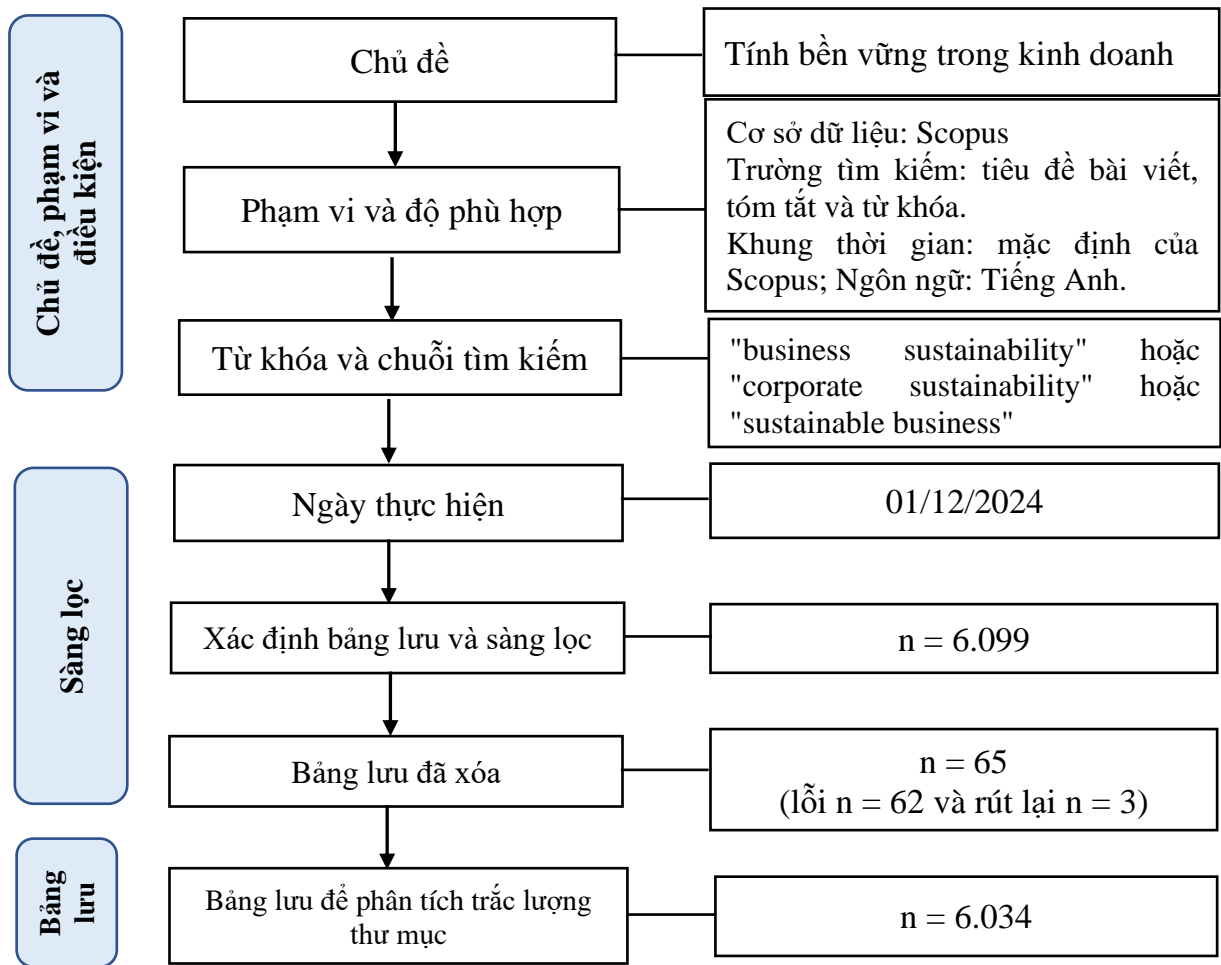 Chủ đề, phạm vi và
điều kiện
Chủ đề
Tính bền vững trong kinh doanh
Phạm vi và độ phù hợp
Cơ sở dữ liệu: Scopus
Trường tìm kiếm: tiêu đề bài viết,
tóm tắt và từ khóa.
Khung thời gian: mặc định của
Scopus; Ngôn ngữ: Tiếng Anh.
Từ khóa và chuỗi tìm kiếm
"business sustainability" hoặc
"corporate sustainability" hoặc
"sustainable business"
Sàng lọc
Ngày thực hiện
01/12/2024
Xác định bảng lưu và sàng lọc
n = 6.099
Bảng lưu đã xóa
n = 65
(lỗi n = 62 và rút lại n = 3)
Bảng
lưu
Bảng lưu để phân tích trắc lượng
thư mục
n = 6.034